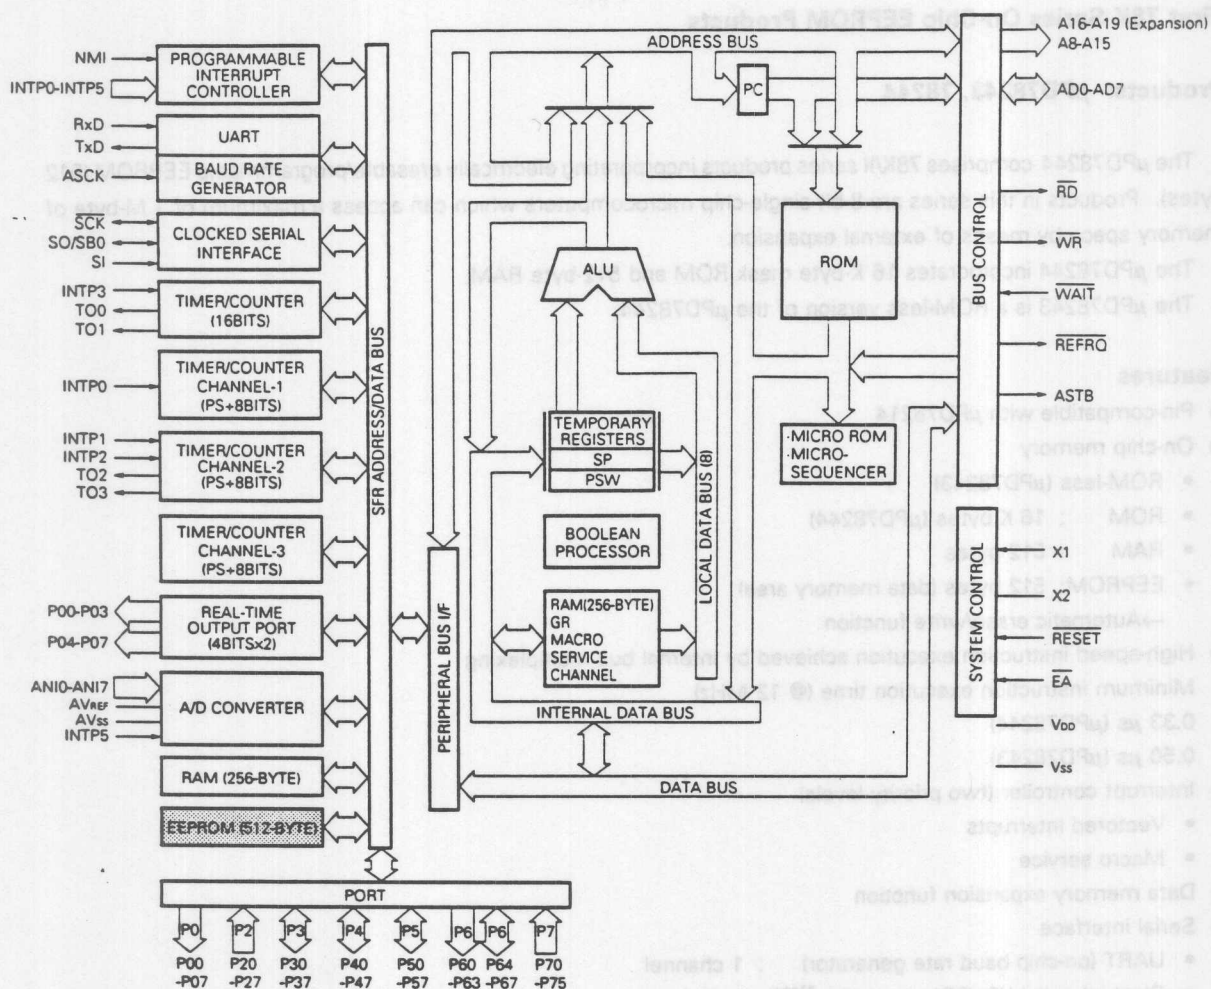 NMI
INTP0-INTP5
PROGRAMMABLE
INTERRUPT
CONTROLLER
RxD
TxD
ASCK
UART
BAUD RATE
GENERATOR
SCK
SO/SB0
SI
CLOCKED SERIAL
INTERFACE
INTP3
TO0
TO1
TIMER/COUNTER
(16BITS)
INTP0
TIMER/COUNTER
CHANNEL-1
(PS+8BITS)
INTP1
INTP2
TO2
TO3
TIMER/COUNTER
CHANNEL-2
(PS+8BITS)
TIMER/COUNTER
CHANNEL-3
(PS+8BITS)
P00-P03
P04-P07
REAL-TIME
OUTPUT PORT
(4BITS×2)
ANI0-ANI7
AVREF
AVSS
INTP5
A/D CONVERTER
RAM (256-BYTE)
EEPROM (512-BYTE)
SFR ADDRESS/DATA BUS
PERIPHERAL BUS I/F
ADDRESS BUS
PC
ALU
ROM
TEMPORARY
REGISTERS
SP
PSW
·MICRO ROM
·MICRO-
SEQUENCER
BOOLEAN
PROCESSOR
LOCAL DATA BUS (8)
RAM(256-BYTE)
GR
MACRO
SERVICE
CHANNEL
INTERNAL DATA BUS
DATA BUS
BUS CONTROL
A16-A19 (Expansion)
A8-A15
AD0-AD7
RD
WR
WAIT
REFRQ
ASTB
SYSTEM CONTROL
X1
X2
RESET
EA
VDD
VSS
PORT
P0 P2 P3 P4 P5 P6 P6 P7
P00 P20 P30 P40 P50 P60 P64 P70
-P07 -P27 -P37 -P47 -P57 -P63 -P67 -P75